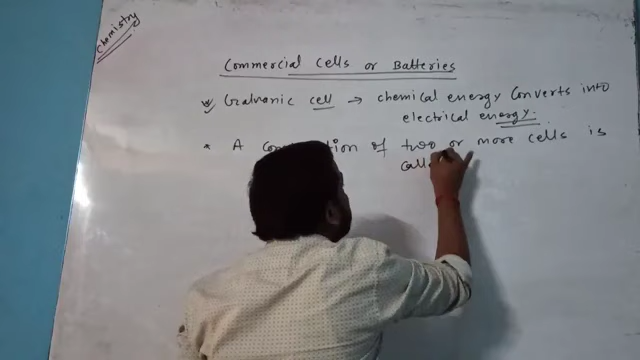 Chemistry
Commercial Cells or Batteries
Galvanic cell → chemical energy converts into
electrical energy.
* A tion of two or more cells is